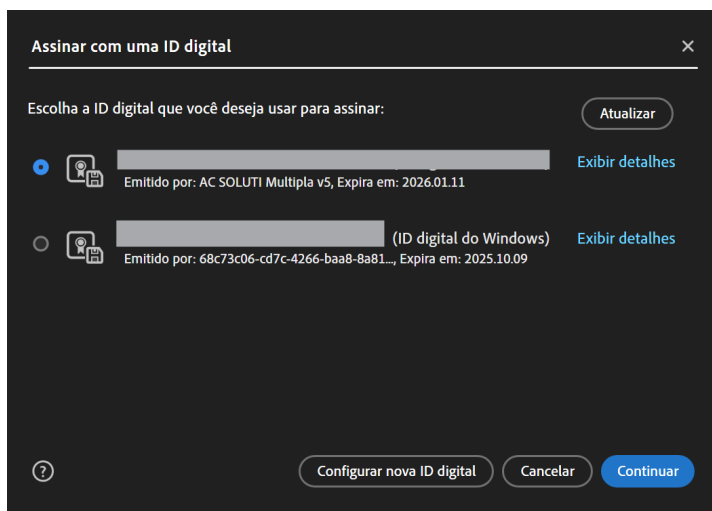 Assinar com uma ID digital
Escolha a ID digital que você deseja usar para assinar:
Atualizar
Exibir detalhes
Emitido por: AC SOLUTI Multipla v5, Expira em: 2026.01.11
(ID digital do Windows)
Exibir detalhes
Emitido por: 68c73c06-cd7c-4266-baa8-8a81..., Expira em: 2025.10.09
?
Configurar nova ID digital
Cancelar
Continuar